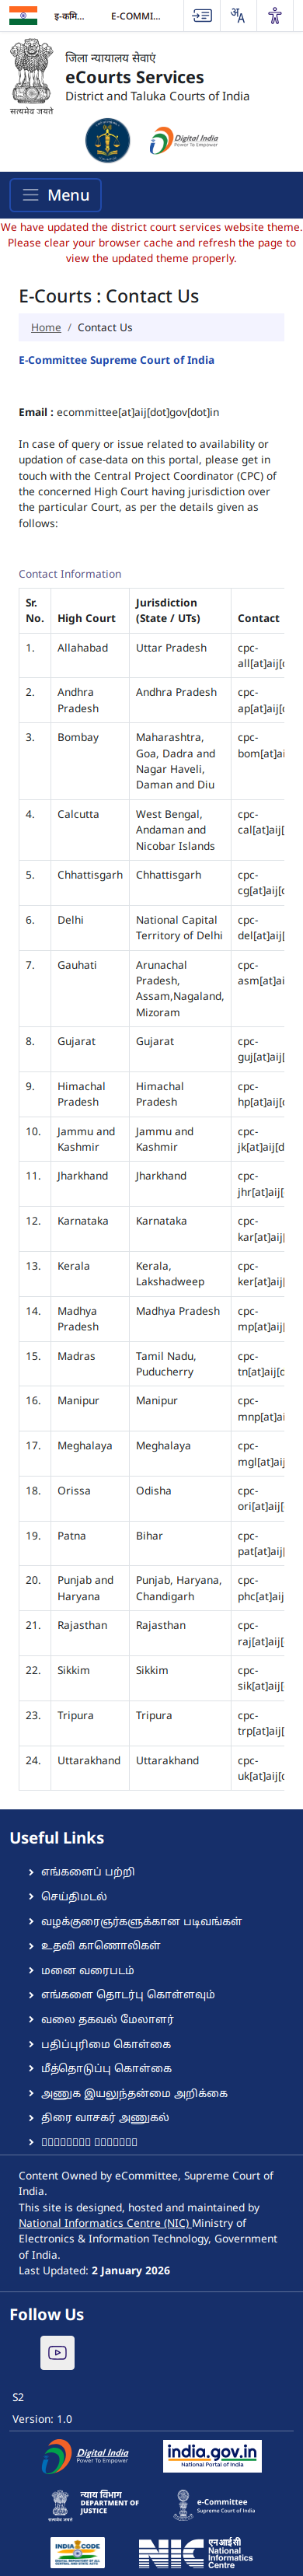 इ-कमि...
E-COMMI...
अ A
जिला न्यायालय सेवाएं
eCourts Services
District and Taluka Courts of India
सत्यमेव जयते
Digital India
Power To Empower
Menu
We have updated the district court services website theme.
Please clear your browser cache and refresh the page to
view the updated theme properly.
E-Courts : Contact Us
Home / Contact Us
E-Committee Supreme Court of India
Email : ecommittee[at]aij[dot]gov[dot]in
In case of query or issue related to availability or
updation of case-data on this portal, please get in
touch with the Central Project Coordinator (CPC) of
the concerned High Court having jurisdiction over
the particular Court, as per the details given as
follows:
Contact Information
Sr. No. High Court Jurisdiction (State / UTs) Contact
1. Allahabad Uttar Pradesh cpc-
all[at]aij[d
2. Andhra Andhra Pradesh cpc-
Pradesh ap[at]aij[d
3. Bombay Maharashtra, cpc-
Goa, Dadra and bom[at]ai
Nagar Haveli,
Daman and Diu
4. Calcutta West Bengal, cpc-
Andaman and cal[at]aij[
Nicobar Islands
5. Chhattisgarh Chhattisgarh cpc-
cg[at]aij[d
6. Delhi National Capital cpc-
Territory of Delhi del[at]aij[
7. Gauhati Arunachal cpc-
Pradesh, asm[at]ai
Assam,Nagaland,
Mizoram
8. Gujarat Gujarat cpc-
guj[at]aij[
9. Himachal Himachal cpc-
Pradesh Pradesh hp[at]aij[d
10. Jammu and Jammu and cpc-
Kashmir Kashmir jk[at]aij[d
11. Jharkhand Jharkhand cpc-
jhr[at]aij[
12. Karnataka Karnataka cpc-
kar[at]aij[
13. Kerala Kerala, cpc-
Lakshadweep ker[at]aij[
14. Madhya Madhya Pradesh cpc-
Pradesh mp[at]aij[
15. Madras Tamil Nadu, cpc-
Puducherry tn[at]aij[d
16. Manipur Manipur cpc-
mnp[at]ai
17. Meghalaya Meghalaya cpc-
mgl[at]aij[
18. Orissa Odisha cpc-
ori[at]aij[
19. Patna Bihar cpc-
pat[at]aij[
20. Punjab and Punjab, Haryana, cpc-
Haryana Chandigarh phc[at]aij
21. Rajasthan Rajasthan cpc-
raj[at]aij[
22. Sikkim Sikkim cpc-
sik[at]aij[
23. Tripura Tripura cpc-
trp[at]aij[
24. Uttarakhand Uttarakhand cpc-
uk[at]aij[d
Useful Links
எங்களைப் பற்றி
செய்திமடல்
வழக்குரைஞர்களுக்கான படிவங்கள்
உதவி காணொலிகள்
மனை வரைபடம்
எங்களை தொடர்பு கொள்ளவும்
வலை தகவல் மேலாளர்
பதிப்புரிமை கொள்கை
மீத்தொடுப்பு கொள்கை
அணுக இயலுந்தன்மை அறிக்கை
திரை வாசகர் அணுகல்
Content Owned by eCommittee, Supreme Court of
India.
This site is designed, hosted and maintained by
National Informatics Centre (NIC) Ministry of
Electronics & Information Technology, Government
of India.
Last Updated: 2 January 2026
Follow Us
S2
Version: 1.0
Digital India
Power To Empower
india.gov.in
National Portal of India
न्याय विभाग
DEPARTMENT OF
JUSTICE
सत्यमेव जयते
e-Committee
Supreme Court of India
INDIA CODE
NIC एन आई सी
National
Informatics
Centre